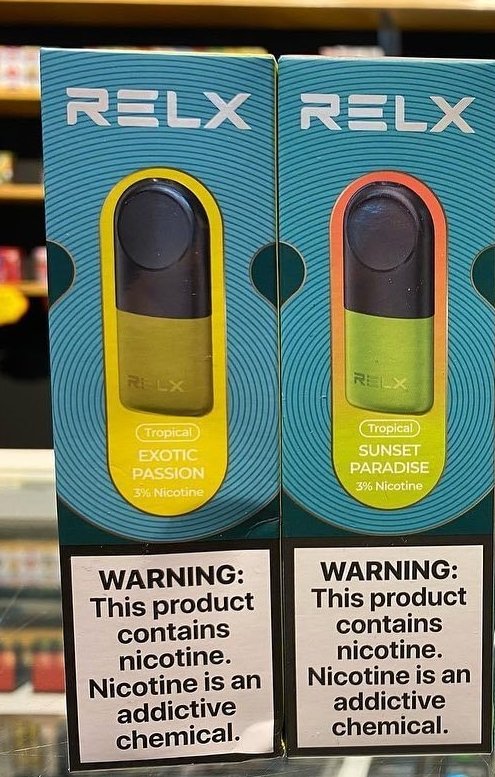 RELX
RELX
Tropical
EXOTIC
PASSION
3% Nicotine
WARNING:
This product
contains
nicotine.
Nicotine is an
addictive
chemical.
RELX
RELX
Tropical
SUNSET
PARADISE
3% Nicotine
WARNING:
This product
contains
nicotine.
Nicotine is an
addictive
chemical.